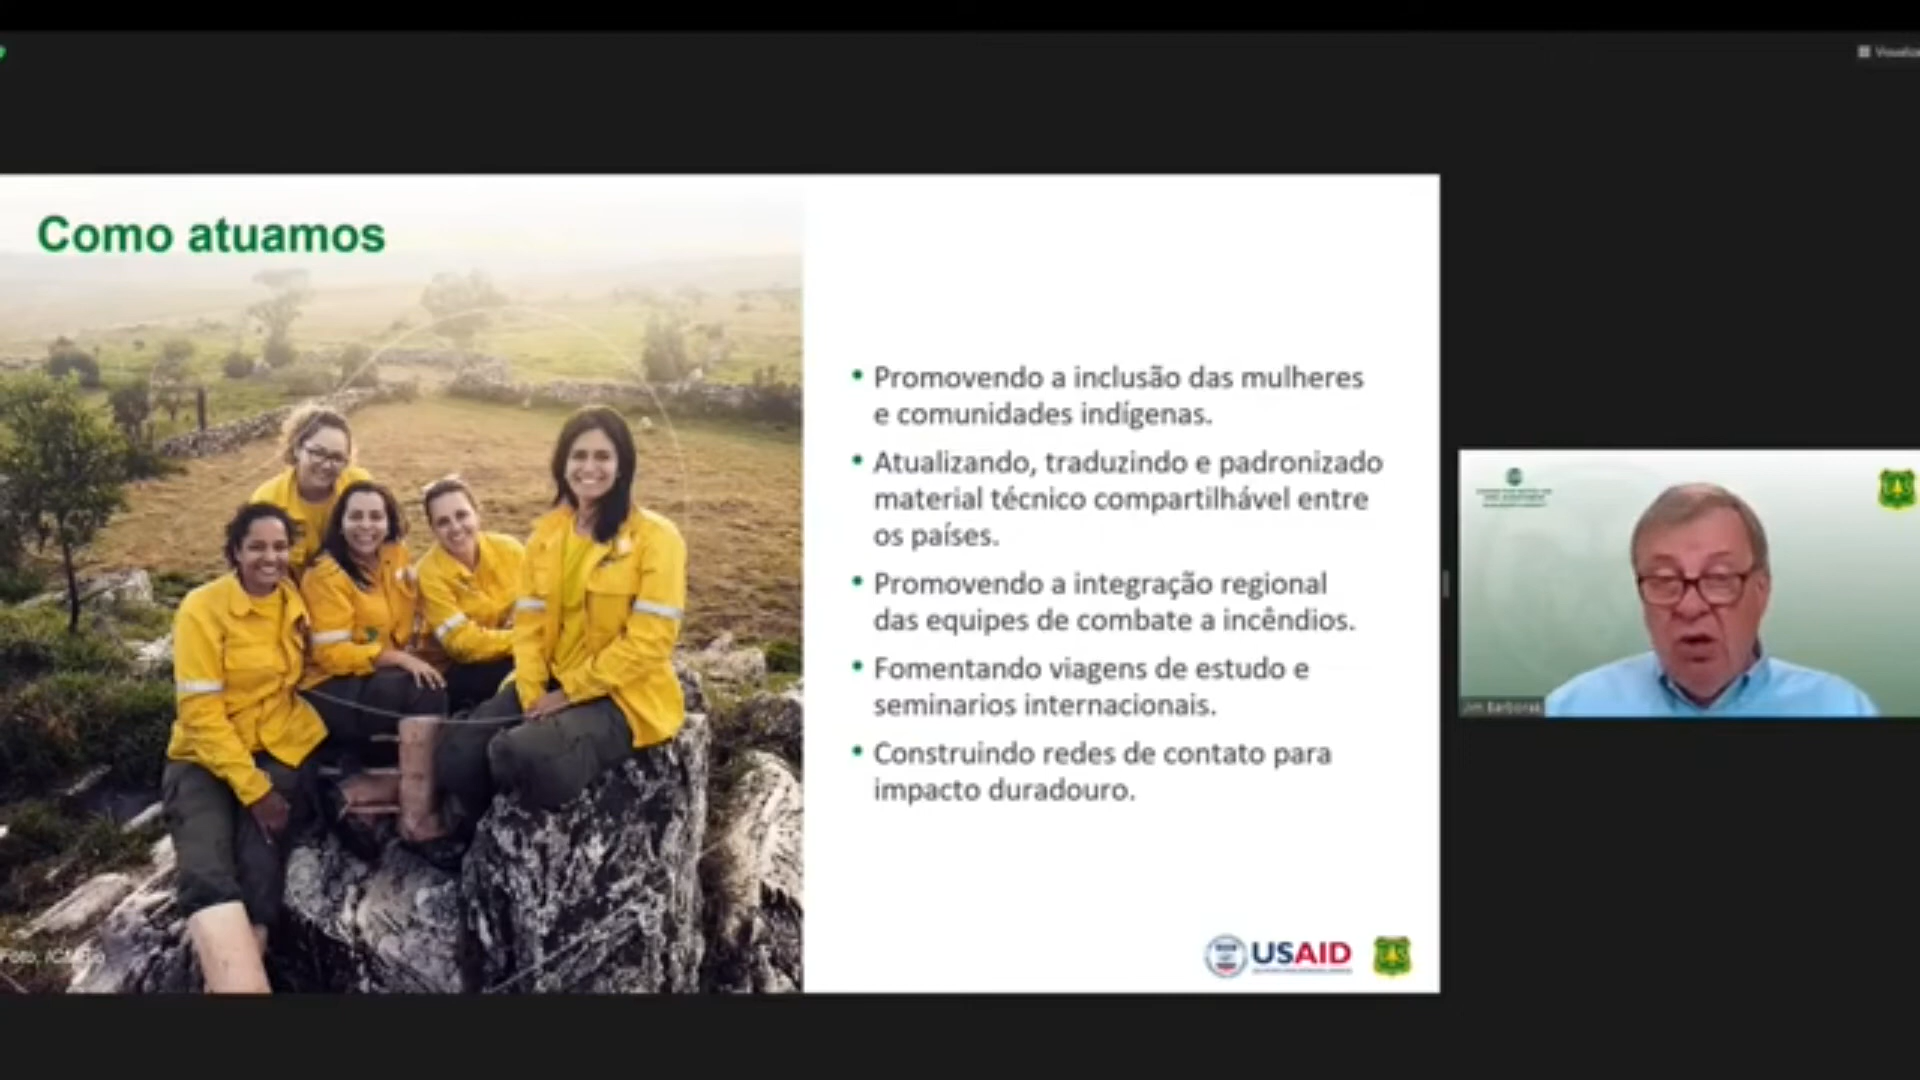 Como atuamos
• Promovendo a inclusão das mulheres
e comunidades indígenas.
• Atualizando, traduzindo e padronizado
material técnico compartilhável entre
os países.
• Promovendo a integração regional
das equipes de combate a incêndios.
• Fomentando viagens de estudo e
seminarios internacionais.
• Construindo redes de contato para
impacto duradouro.
USAID